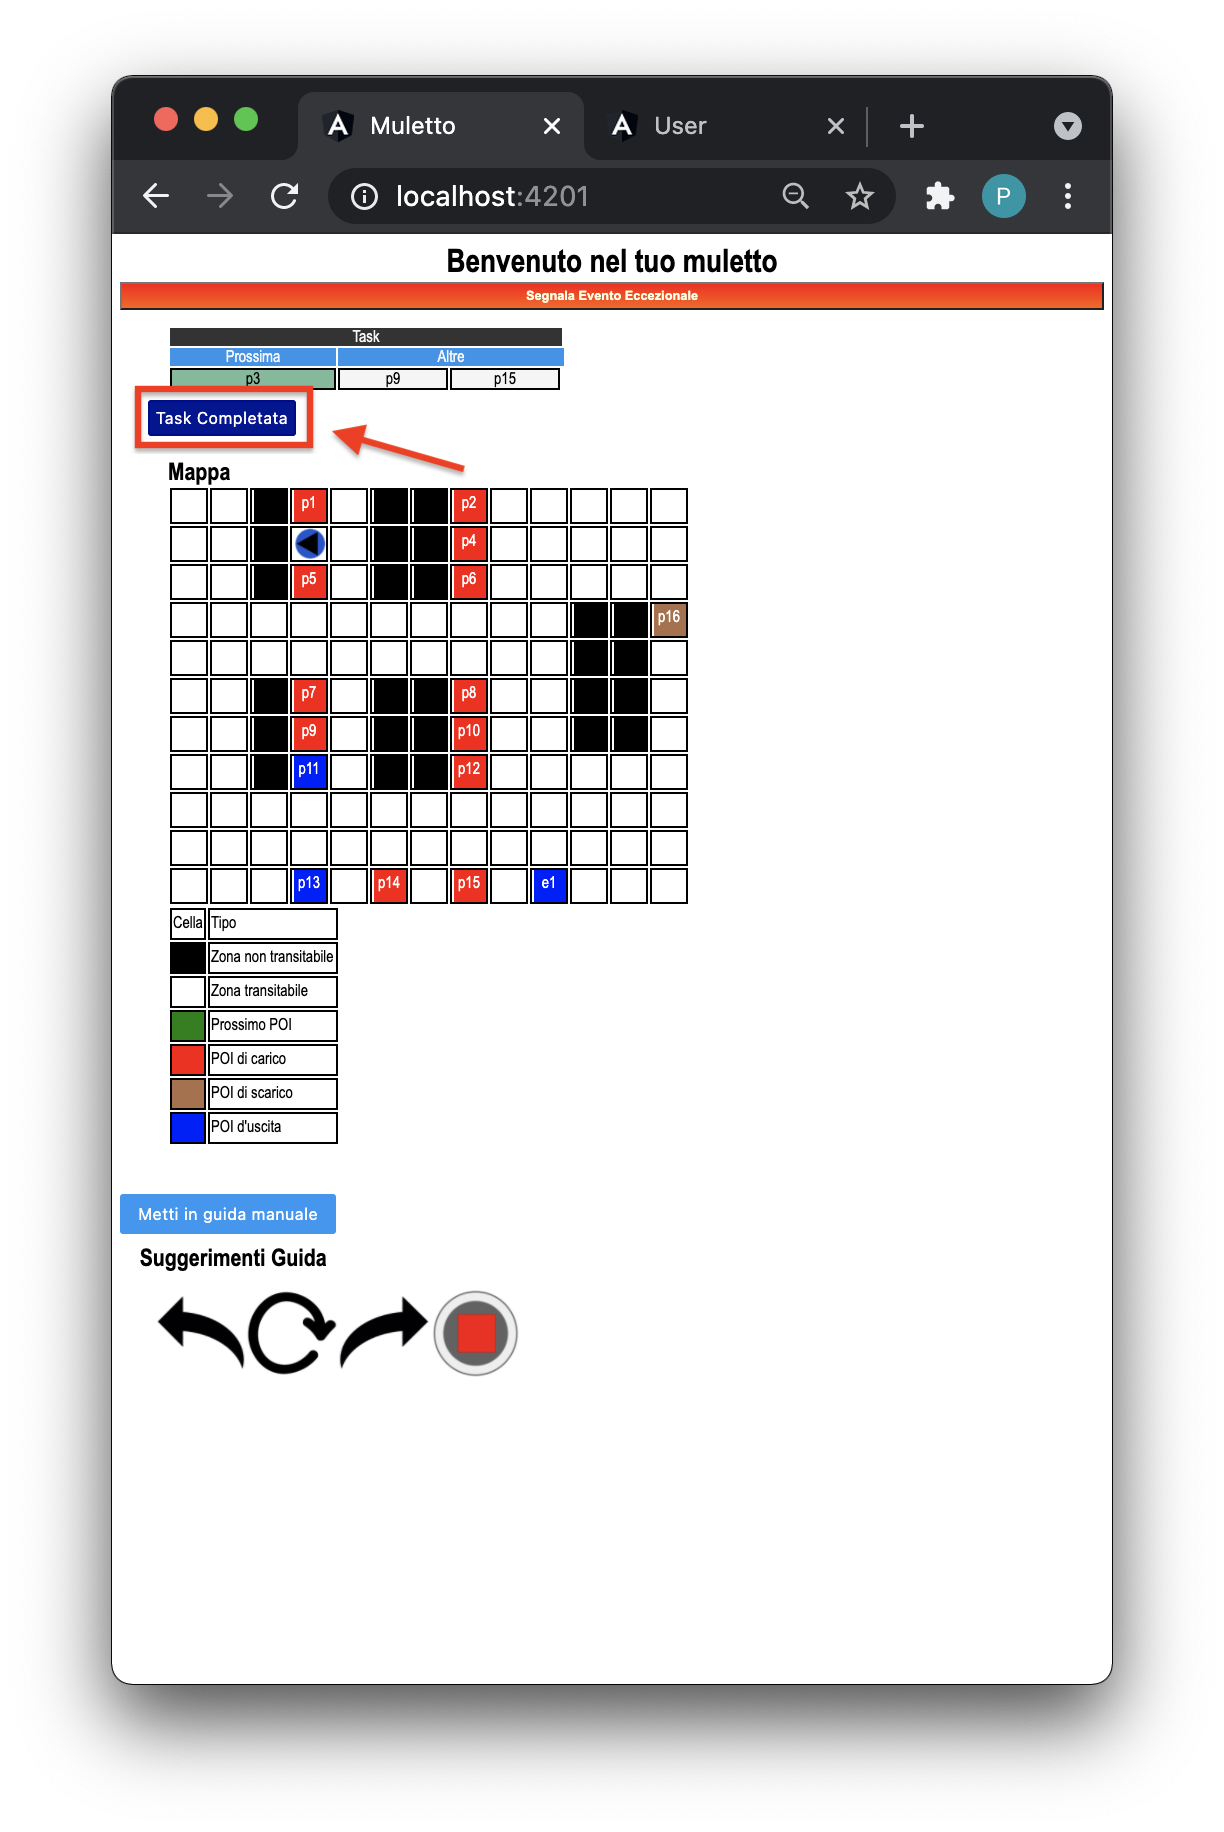 Muletto User
localhost:4201 P
Benvenuto nel tuo muletto
Segnala Evento Eccezionale
Task
Prossima Altre
p3 p9 p15
Task Completata
Mappa
p1 p2
p4
p5 p6
p16
p7 p8
p9 p10
p11 p12
p13 p14 p15 e1
Cella Tipo
Zona non transitabile
Zona transitabile
Prossimo POI
POI di carico
POI di scarico
POI d'uscita
Metti in guida manuale
Suggerimenti Guida